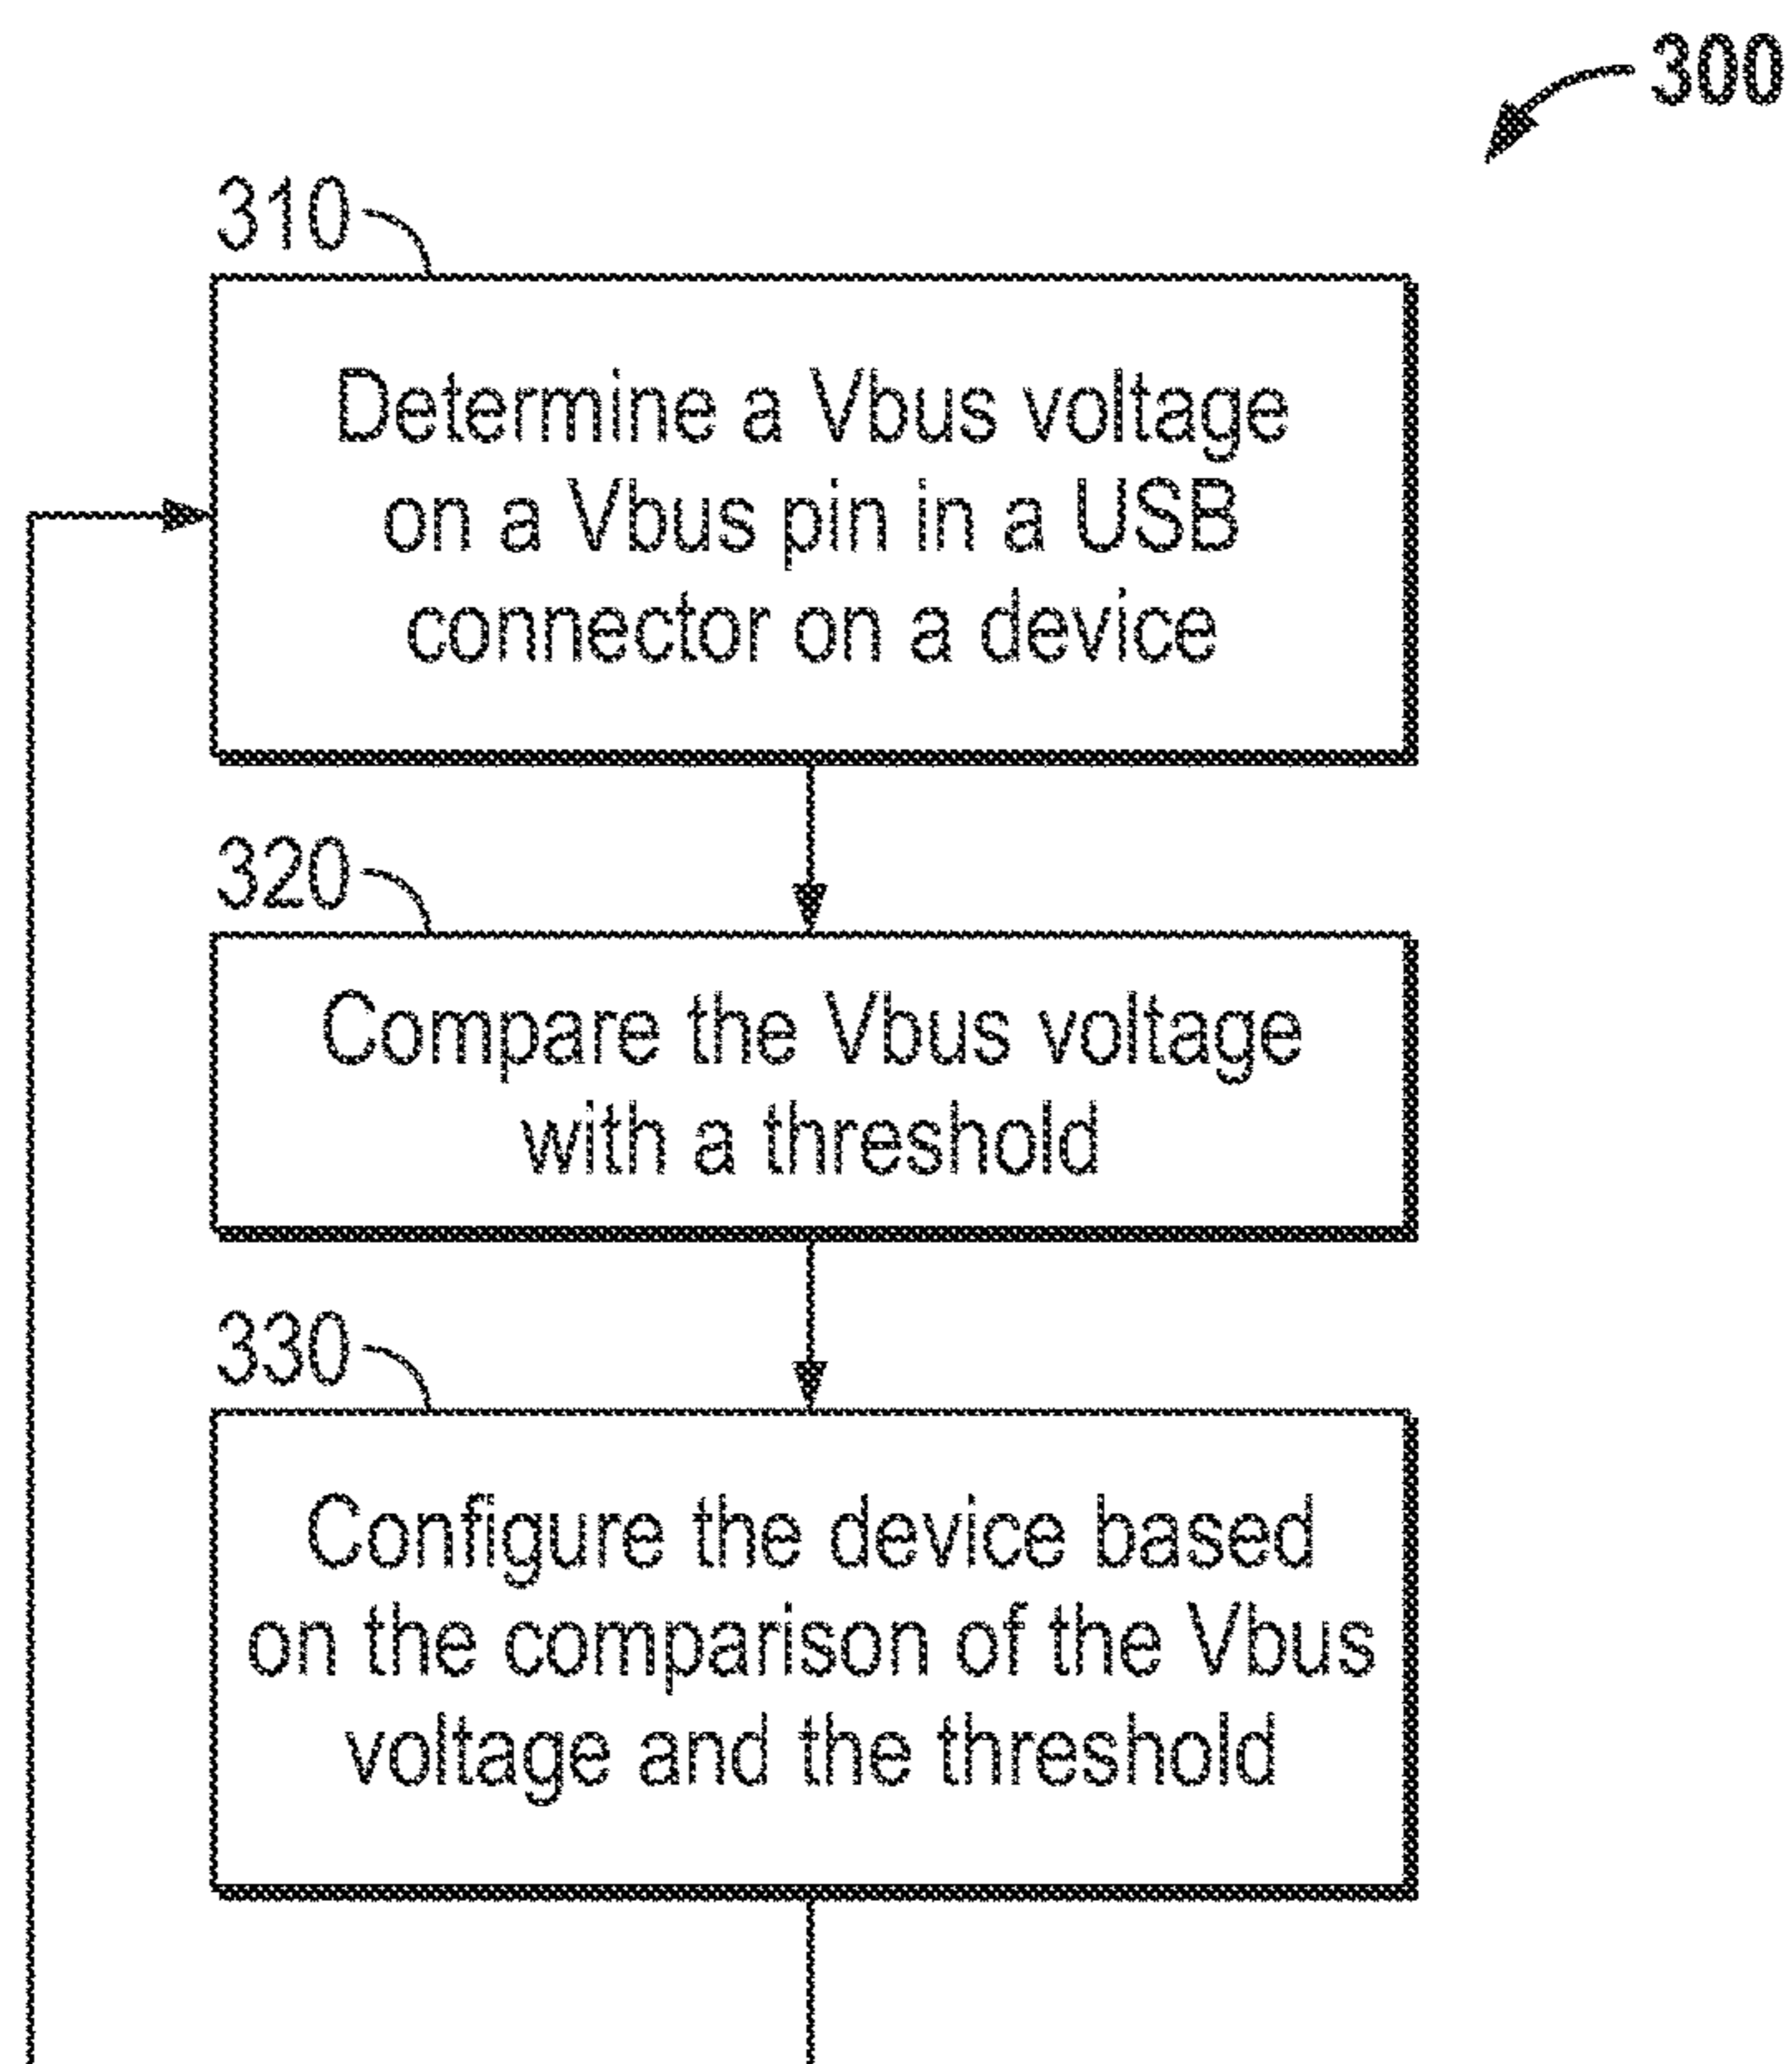 300
310
Determine a Vbus voltage
on a Vbus pin in a USB
connector on a device
320
Compare the Vbus voltage
with a threshold
330
Configure the device based
on the comparison of the Vbus
voltage and the threshold